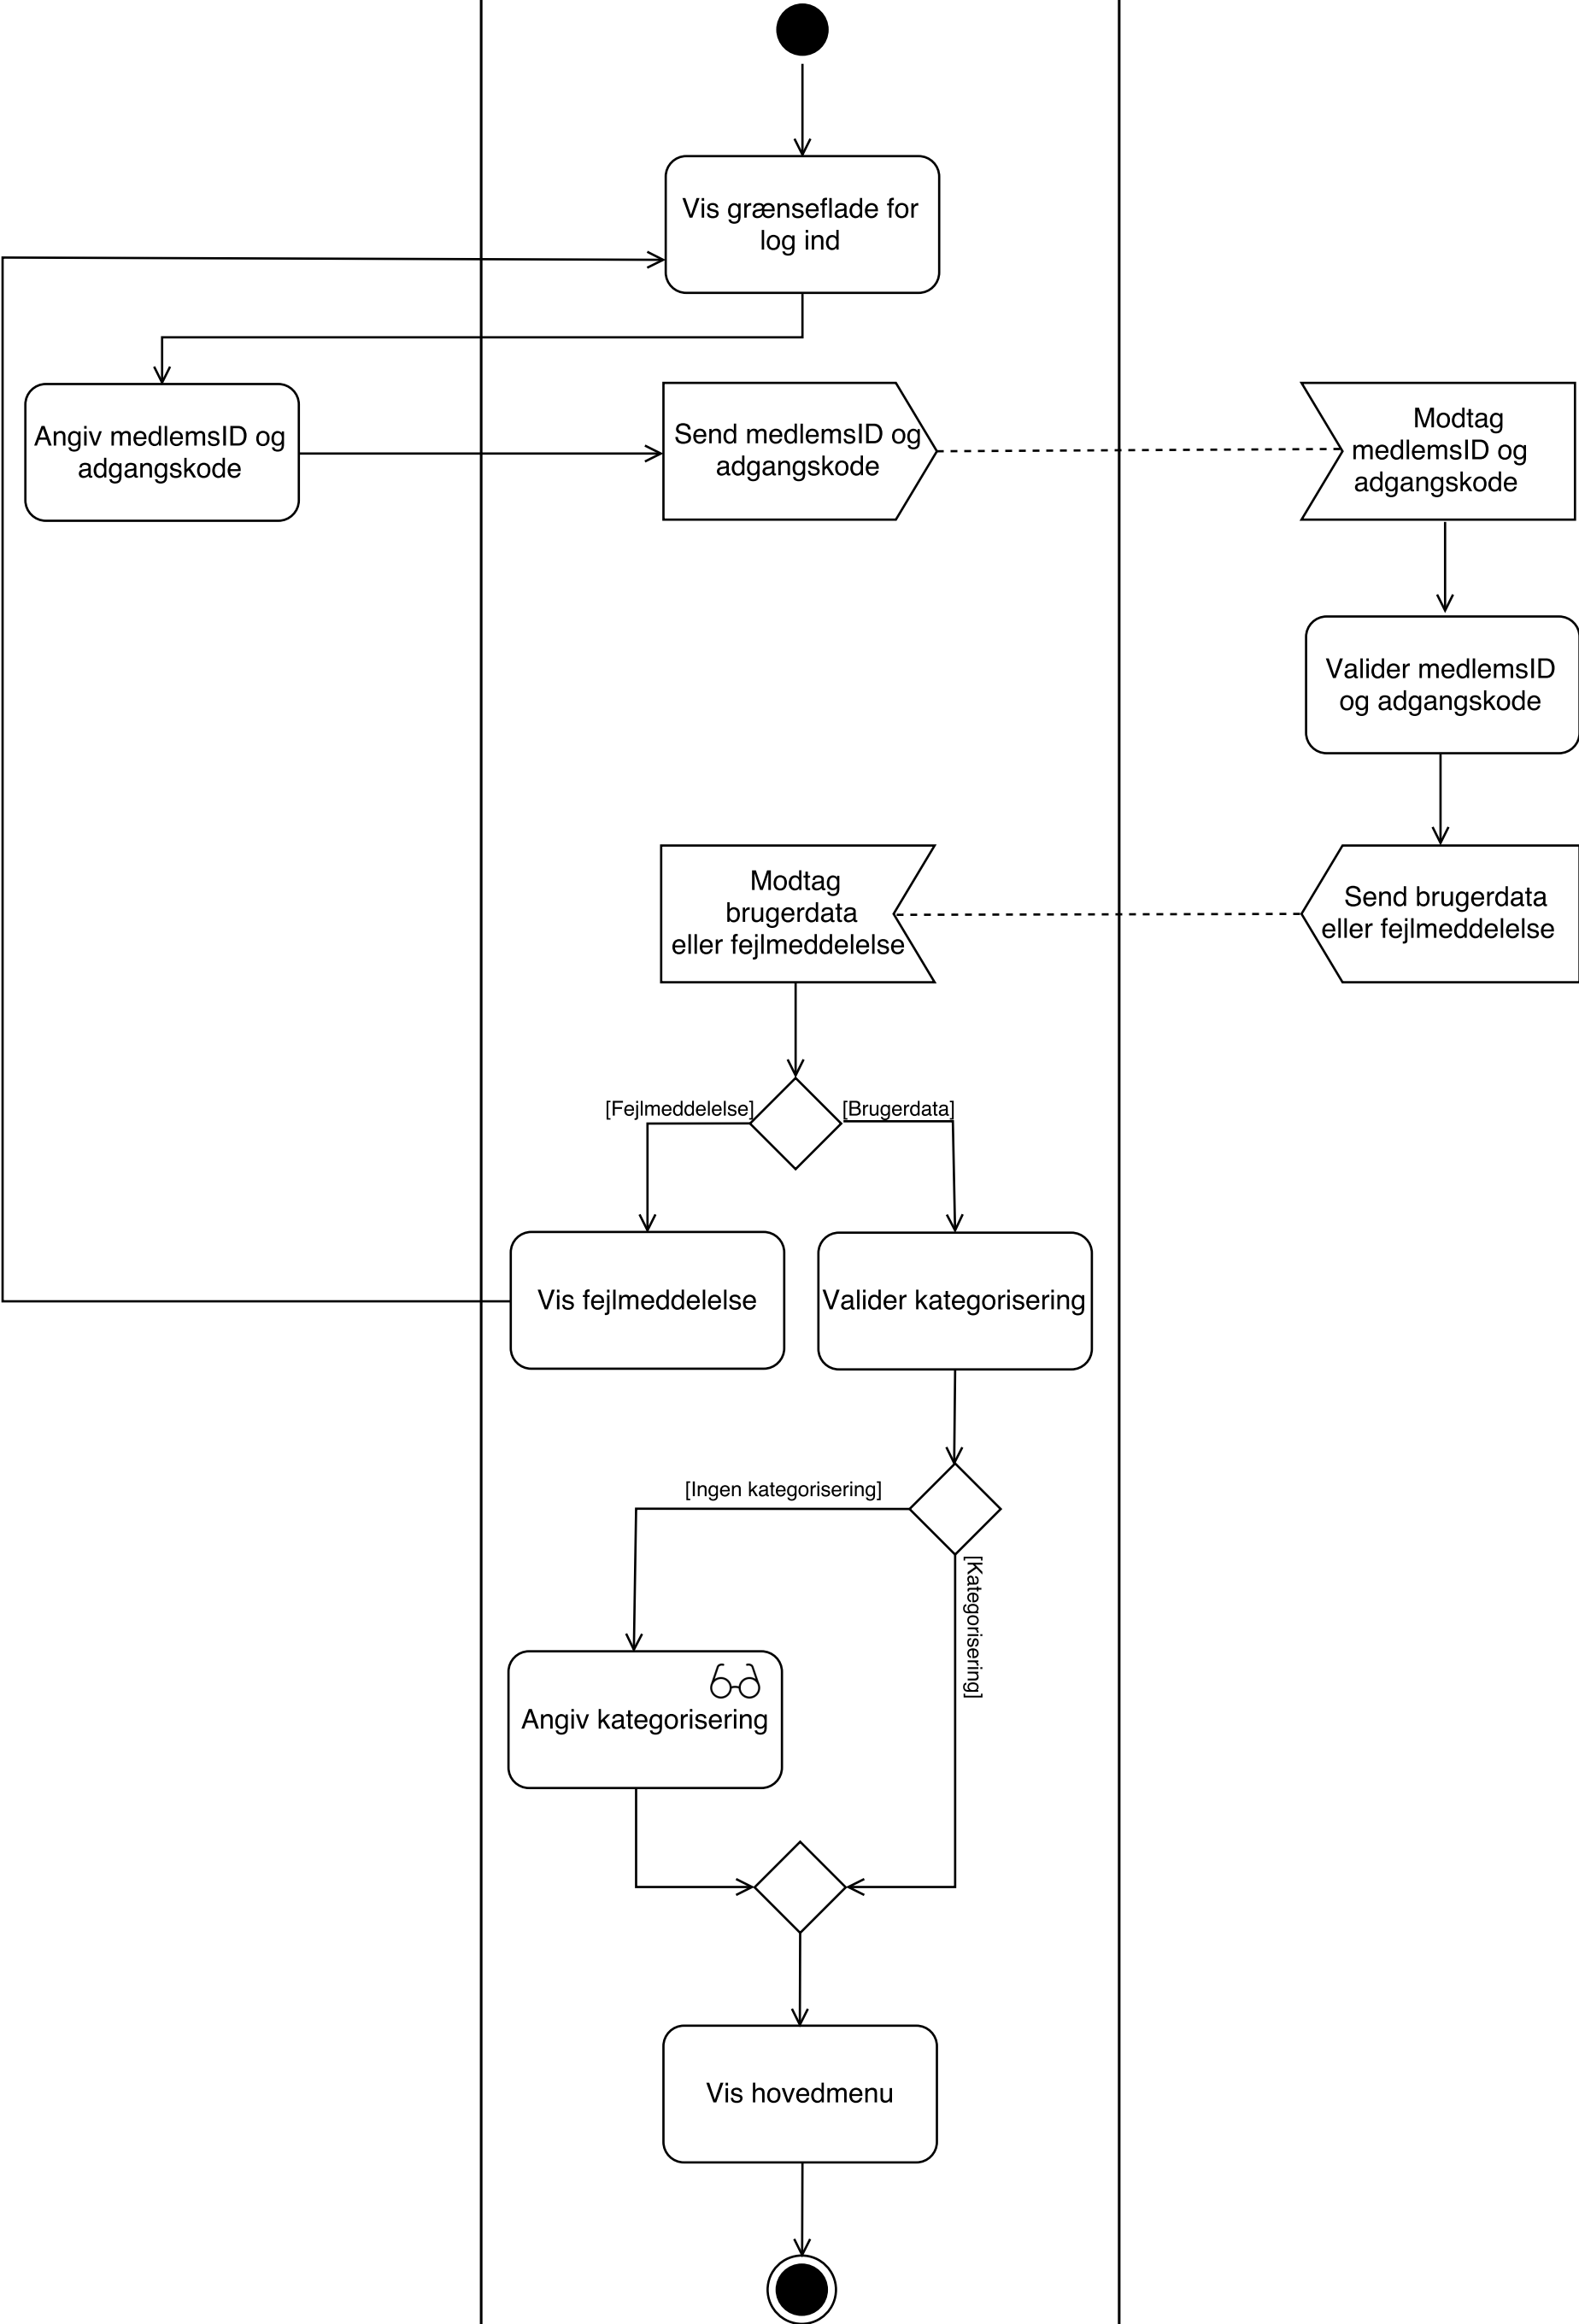 Vis grænseflade for
log ind
Angiv medlemsID og
adgangskode
Send medlemsID og
adgangskode
Modtag
medlemsID og
adgangskode
Valider medlemsID
og adgangskode
Modtag
brugerdata
eller fejlmeddelelse
Send brugerdata
eller fejlmeddelelse
[Fejlmeddelelse]
[Brugerdata]
Vis fejlmeddelelse
Valider kategorisering
[Ingen kategorisering]
[Kategorisering]
Angiv kategorisering
Vis hovedmenu